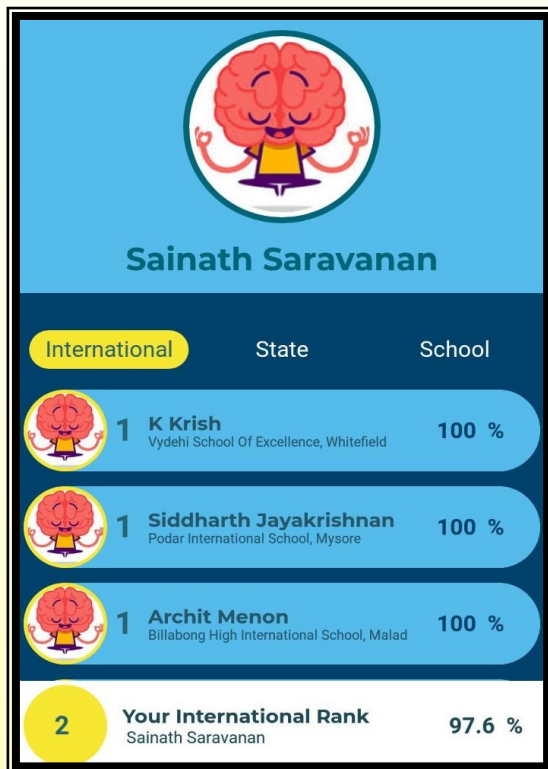 Sainath Saravanan
International State School
1 K Krish 100 %
Vydehi School Of Excellence, Whitefield
1 Siddharth Jayakrishnan 100 %
Podar International School, Mysore
1 Archit Menon 100 %
Billabong High International School, Malad
2 Your International Rank 97.6 %
Sainath Saravanan